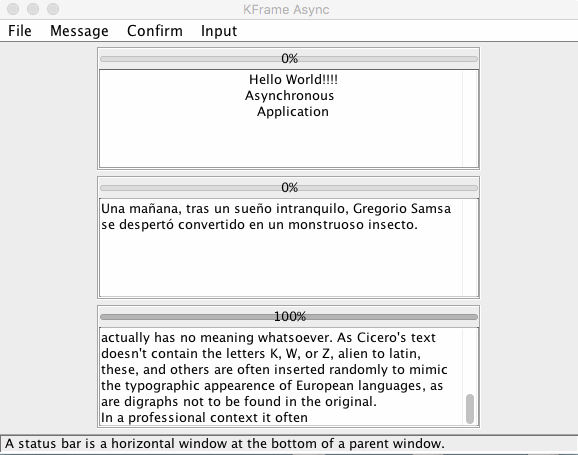 KFrame Async
File Message Confirm Input
0%
Hello World!!!!
Asynchronous
Application
0%
Una mañana, tras un sueño intranquilo, Gregorio Samsa
se despertó convertido en un monstruoso insecto.
100%
actually has no meaning whatsoever. As Cicero's text
doesn't contain the letters K, W, or Z, alien to latin,
these, and others are often inserted randomly to mimic
the typographic appearence of European languages, as
are digraphs not to be found in the original.
In a professional context it often
A status bar is a horizontal window at the bottom of a parent window.